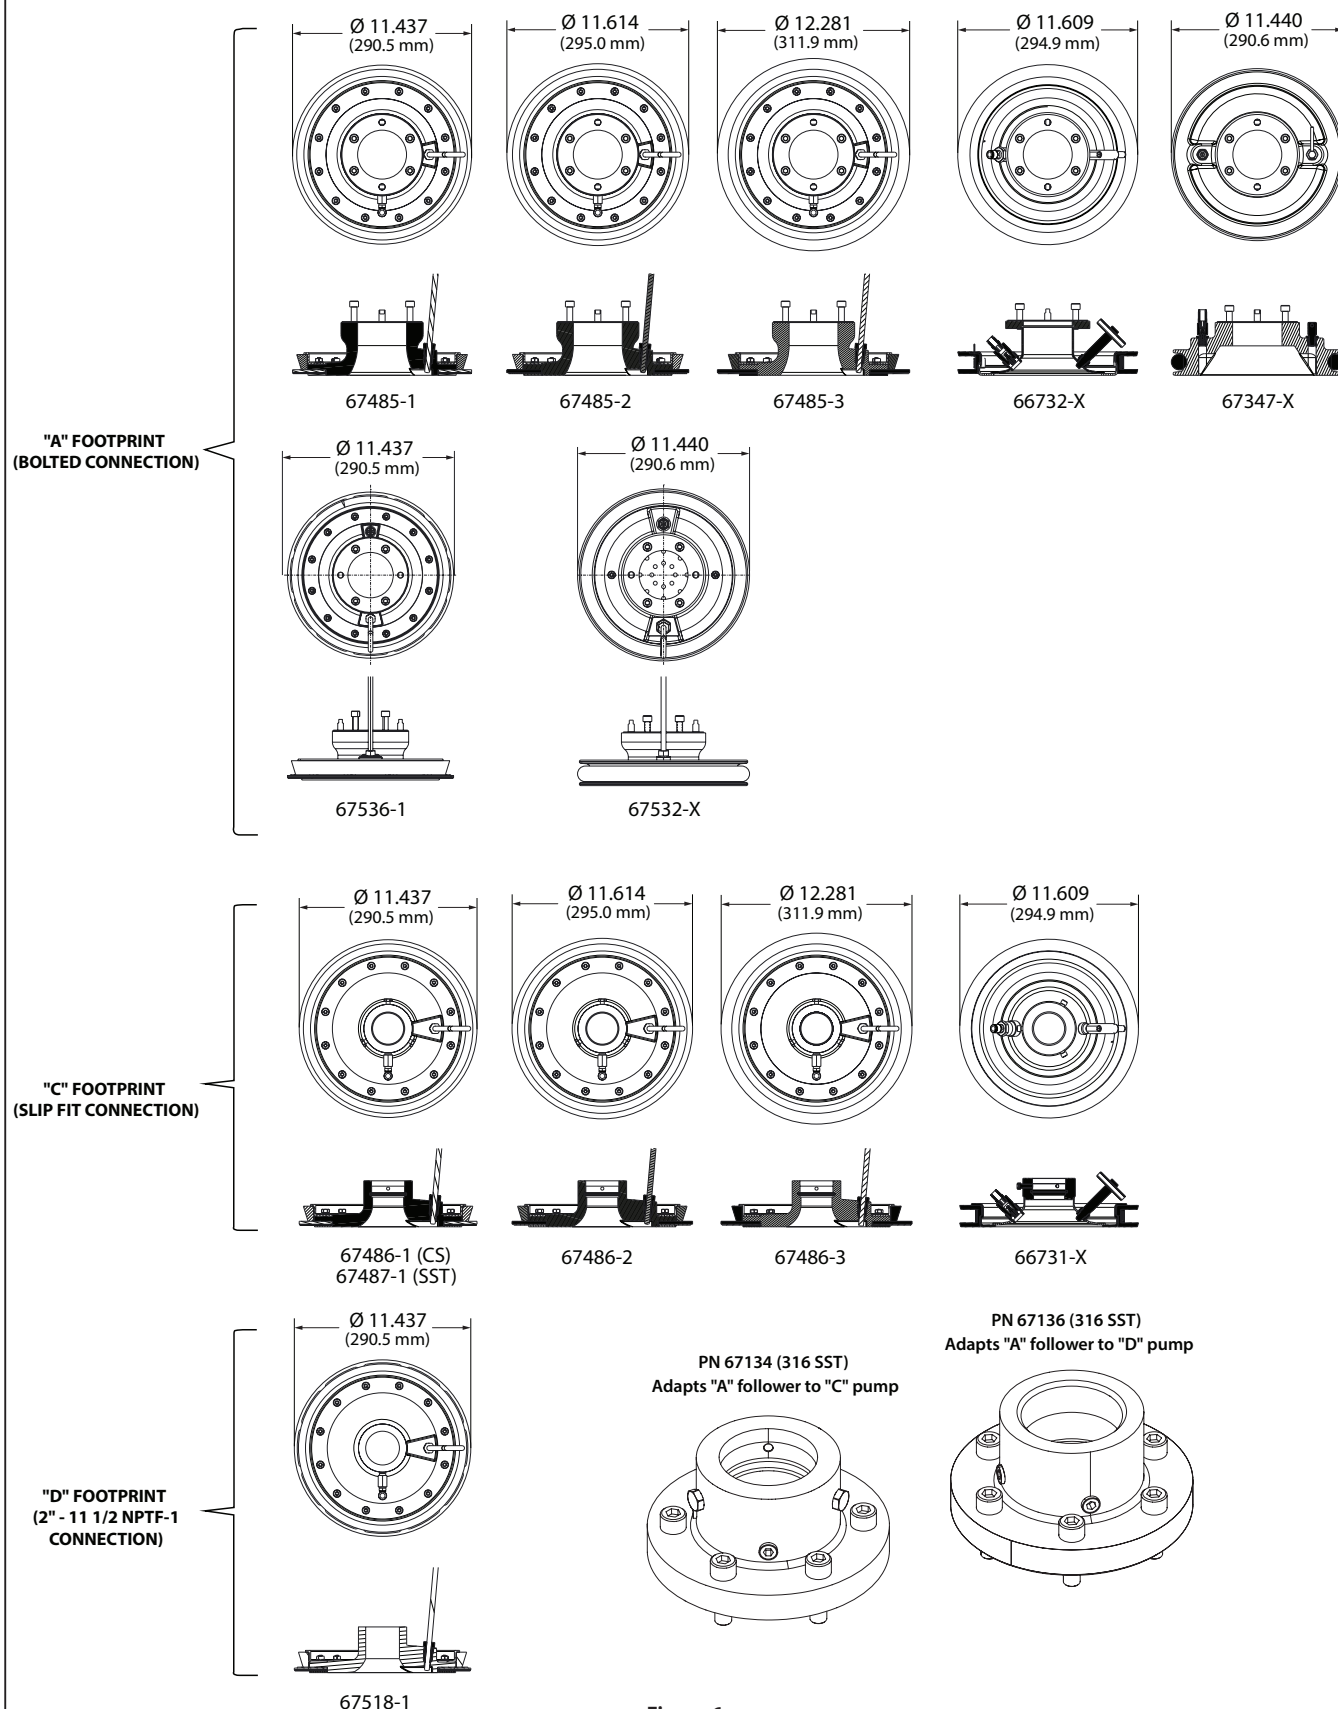 Ø 11.437
(290.5 mm)
Ø 11.614
(295.0 mm)
Ø 12.281
(311.9 mm)
Ø 11.609
(294.9 mm)
Ø 11.440
(290.6 mm)
67485-1
67485-2
67485-3
66732-X
67347-X
"A" FOOTPRINT
(BOLTED CONNECTION)
Ø 11.437
(290.5 mm)
Ø 11.440
(290.6 mm)
67536-1
67532-X
Ø 11.437
(290.5 mm)
Ø 11.614
(295.0 mm)
Ø 12.281
(311.9 mm)
Ø 11.609
(294.9 mm)
"C" FOOTPRINT
(SLIP FIT CONNECTION)
67486-1 (CS)
67487-1 (SST)
67486-2
67486-3
66731-X
Ø 11.437
(290.5 mm)
PN 67134 (316 SST)
Adapts "A" follower to "C" pump
PN 67136 (316 SST)
Adapts "A" follower to "D" pump
"D" FOOTPRINT
(2" - 11 1/2 NPTF-1
CONNECTION)
67518-1